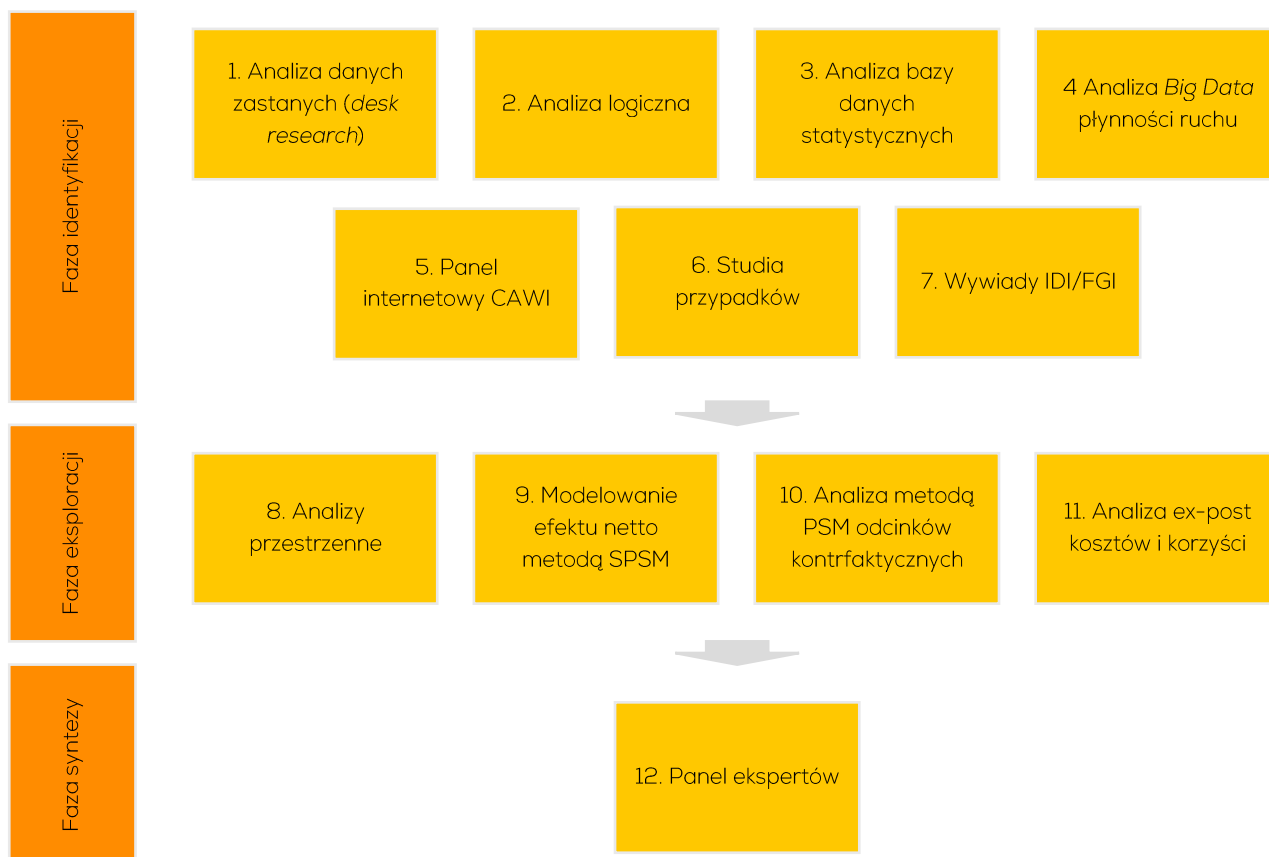 Faza identyfikacji
1. Analiza danych
zastanych (desk
research)
2. Analiza logiczna
3. Analiza bazy
danych
statystycznych
4 Analiza Big Data
płynności ruchu
5. Panel
internetowy CAWI
6. Studia
przypadków
7. Wywiady IDI/FGI
Faza eksploracji
8. Analizy
przestrzenne
9. Modelowanie
efektu netto
metodą SPSM
10. Analiza metodą
PSM odcinków
kontrfaktycznych
11. Analiza ex-post
kosztów i korzyści
Faza syntezy
12. Panel ekspertów